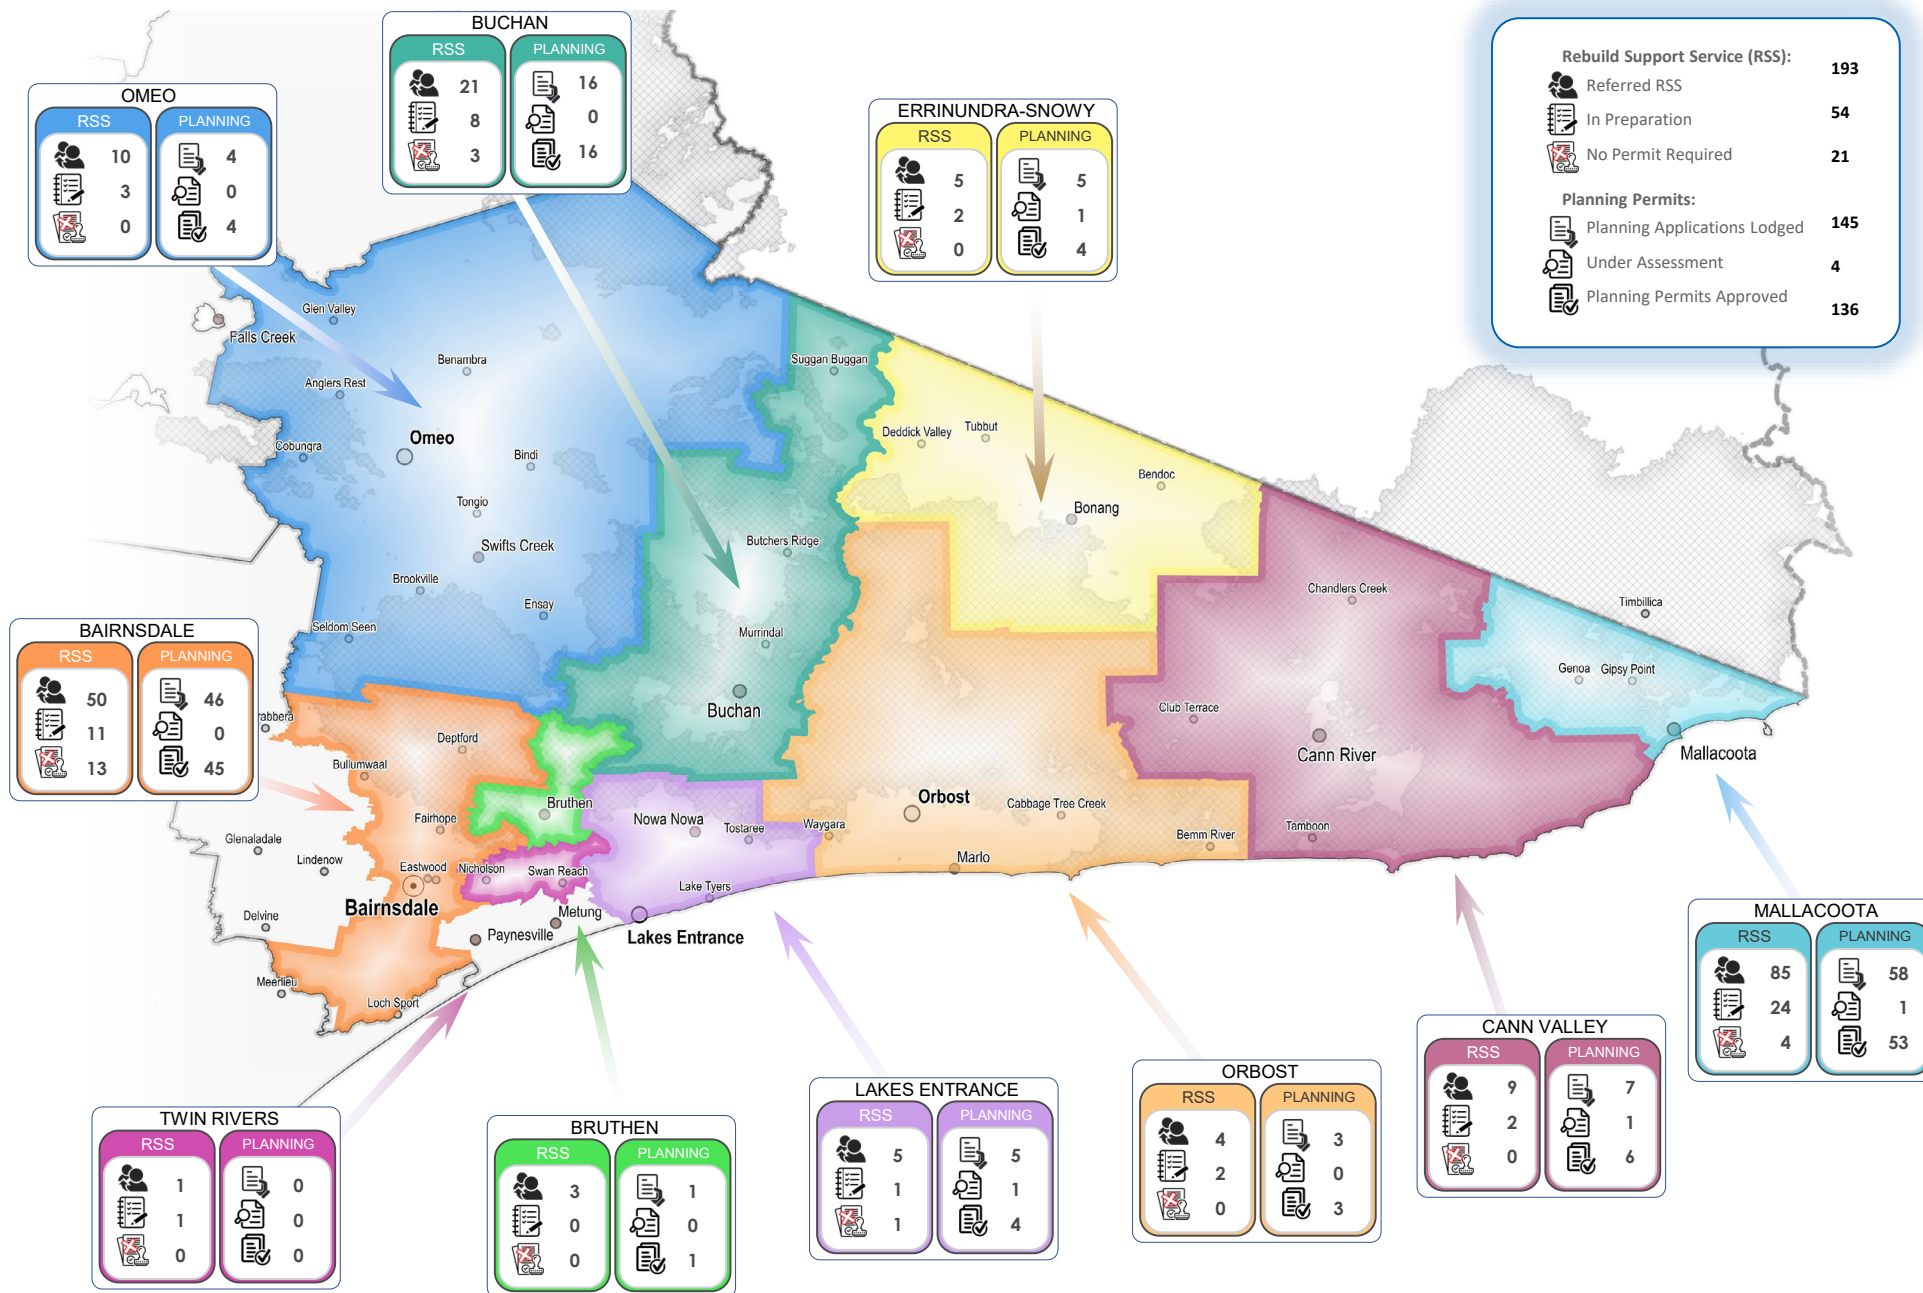 BUCHAN
RSS PLANNING
21 16
8 0
3 16
OMEO
RSS PLANNING
10 4
3 0
0 4
ERRINUNDRA-SNOWY
RSS PLANNING
5 5
2 1
0 4
Rebuild Support Service (RSS):
Referred RSS 193
In Preparation 54
No Permit Required 21
Planning Permits:
Planning Applications Lodged 145
Under Assessment 4
Planning Permits Approved 136
Glen Valley
Falls Creek
Benambra
Suggan Buggan
Anglers Rest
Cobungra
Omeo
Bindi
Deddick Valley
Tubbut
Bendoc
Tongio
Bonang
Swifts Creek
Butchers Ridge
Brookville
Ensay
Chandlers Creek
Timbillica
Seldom Seen
Murrindal
Genoa
Gipsy Point
BAIRNSDALE
RSS PLANNING
50 46
11 0
13 45
rabbera
Buchan
Club Terrace
Deptford
Bullumwaal
Cann River
Mallacoota
Bruthen
Fairhope
Nowa Nowa
Tostaree
Waygara
Orbost
Cabbage Tree Creek
Bemm River
Tamboon
Glenaladale
Lindenow
Eastwood
Nicholson
Swan Reach
Marlo
Lake Tyers
Bairnsdale
Delvine
Metung
Paynesville
Lakes Entrance
Meerlieu
Loch Sport
MALLACOOTA
RSS PLANNING
85 58
24 1
4 53
CANN VALLEY
RSS PLANNING
9 7
2 1
0 6
ORBOST
RSS PLANNING
4 3
2 0
0 3
LAKES ENTRANCE
RSS PLANNING
5 5
1 1
1 4
TWIN RIVERS
RSS PLANNING
1 0
1 0
0 0
BRUTHEN
RSS PLANNING
3 1
0 0
0 1